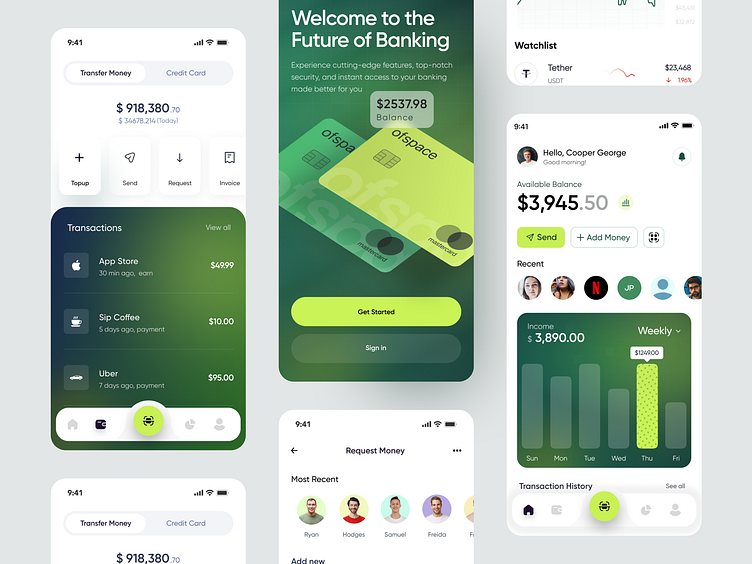 9:41
Transfer Money
Credit Card
$ 918,380.70
$ 34678.214 (Today)
Topup
Send
Request
Invoice
Transactions
View all
App Store
30 min ago, earn
$49.99
Sip Coffee
5 days ago, payment
$10.00
Uber
7 days ago, payment
$95.00
9:41
Transfer Money
Credit Card
$ 918,380.70
Welcome to the
Future of Banking
Experience cutting-edge features, top-notch
security, and instant access to your banking
made better for you
$2537.98
Balance
ofspace
ofspace
ofspace
mastercard
mastercard
Get Started
Sign in
9:41
Request Money
Most Recent
Ryan
Hodges
Samuel
Freida
Add new
$32,812
Watchlist
Tether
USDT
$23,468
1.96%
9:41
Hello, Cooper George
Good morning!
Available Balance
$3,945.50
Send
+ Add Money
Recent
N
JP
Income
$ 3,890.00
Weekly
$1249.00
Sun
Mon
Tue
Wed
Thu
Fri
Transaction History
See all